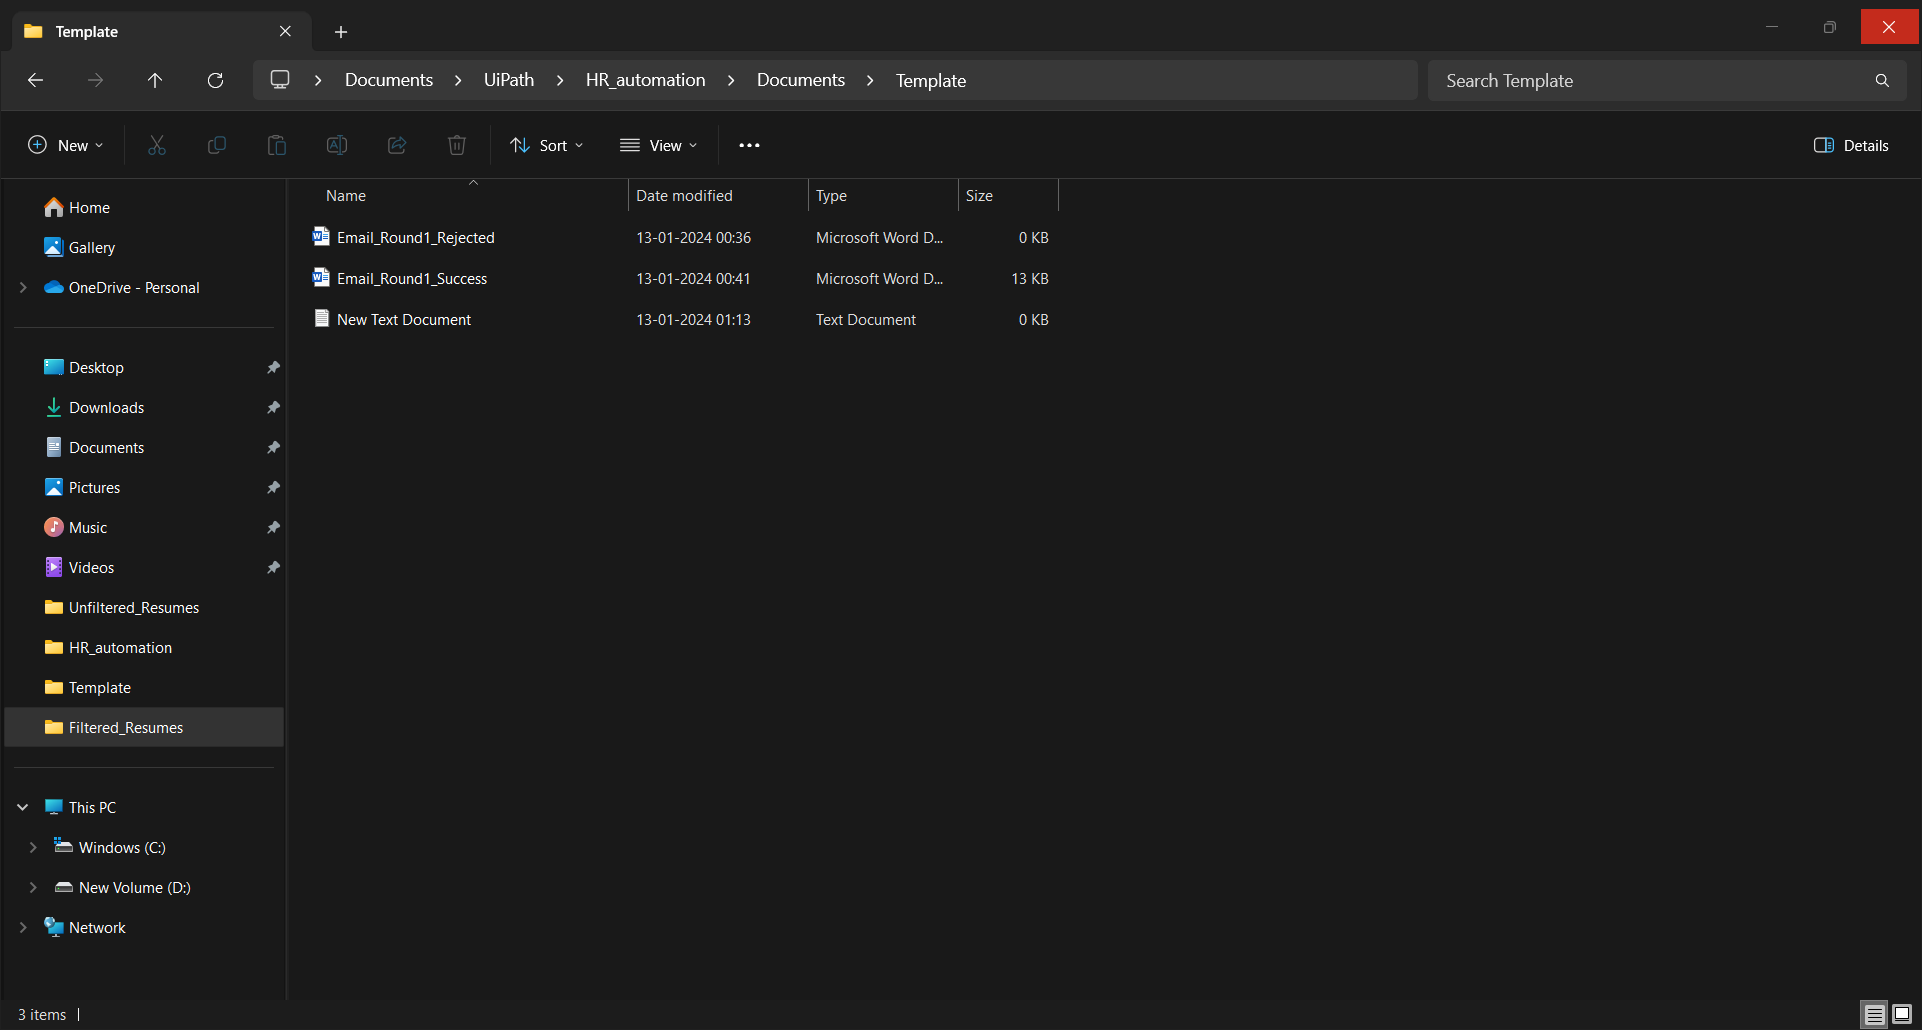 Template
Documents > UiPath > HR_automation > Documents > Template
Search Template
New
Sort
View
Details
Name Date modified Type Size
Email_Round1_Rejected 13-01-2024 00:36 Microsoft Word D... 0 KB
Email_Round1_Success 13-01-2024 00:41 Microsoft Word D... 13 KB
New Text Document 13-01-2024 01:13 Text Document 0 KB
Home
Gallery
OneDrive - Personal
Desktop
Downloads
Documents
Pictures
Music
Videos
Unfiltered_Resumes
HR_automation
Template
Filtered_Resumes
This PC
Windows (C:)
New Volume (D:)
Network
3 items